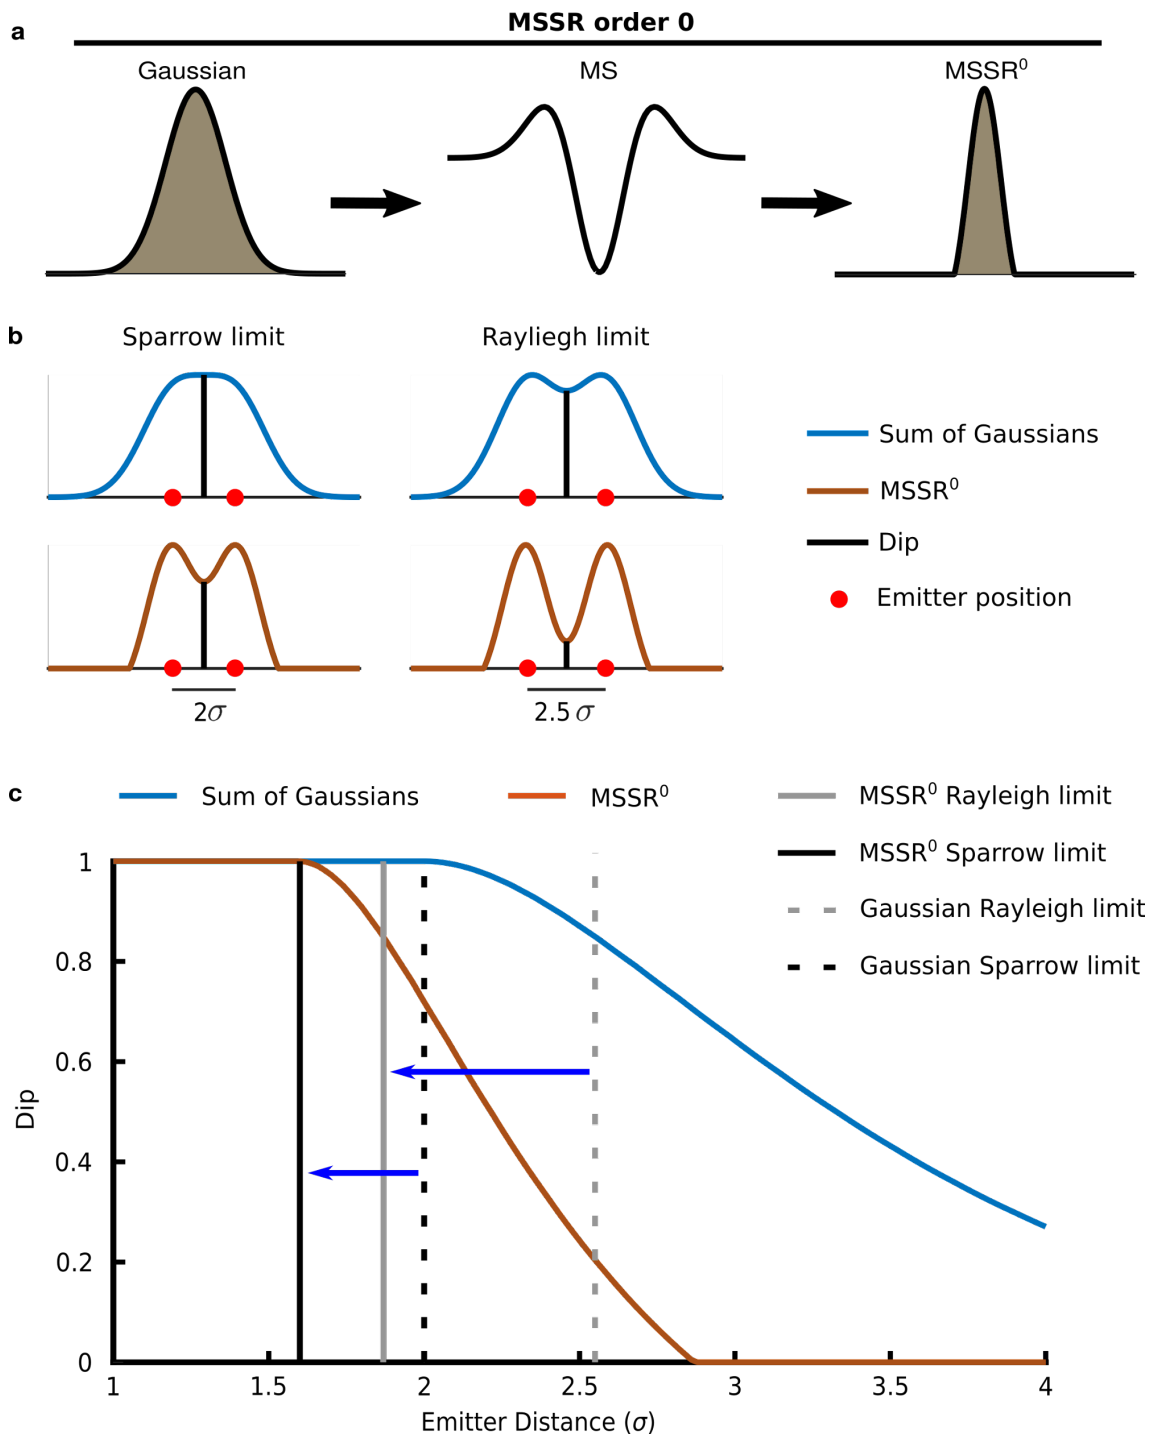 a
MSSR order 0
Gaussian
MS
MSSR⁰
b
Sparrow limit
Rayliegh limit
Sum of Gaussians
MSSR⁰
Dip
Emitter position
2σ
2.5 σ
c
Sum of Gaussians
MSSR⁰
MSSR⁰ Rayleigh limit
MSSR⁰ Sparrow limit
Gaussian Rayleigh limit
Gaussian Sparrow limit
1
0.8
0.6
0.4
0.2
0
Dip
1 1.5 2 2.5 3 3.5 4
Emitter Distance (σ)